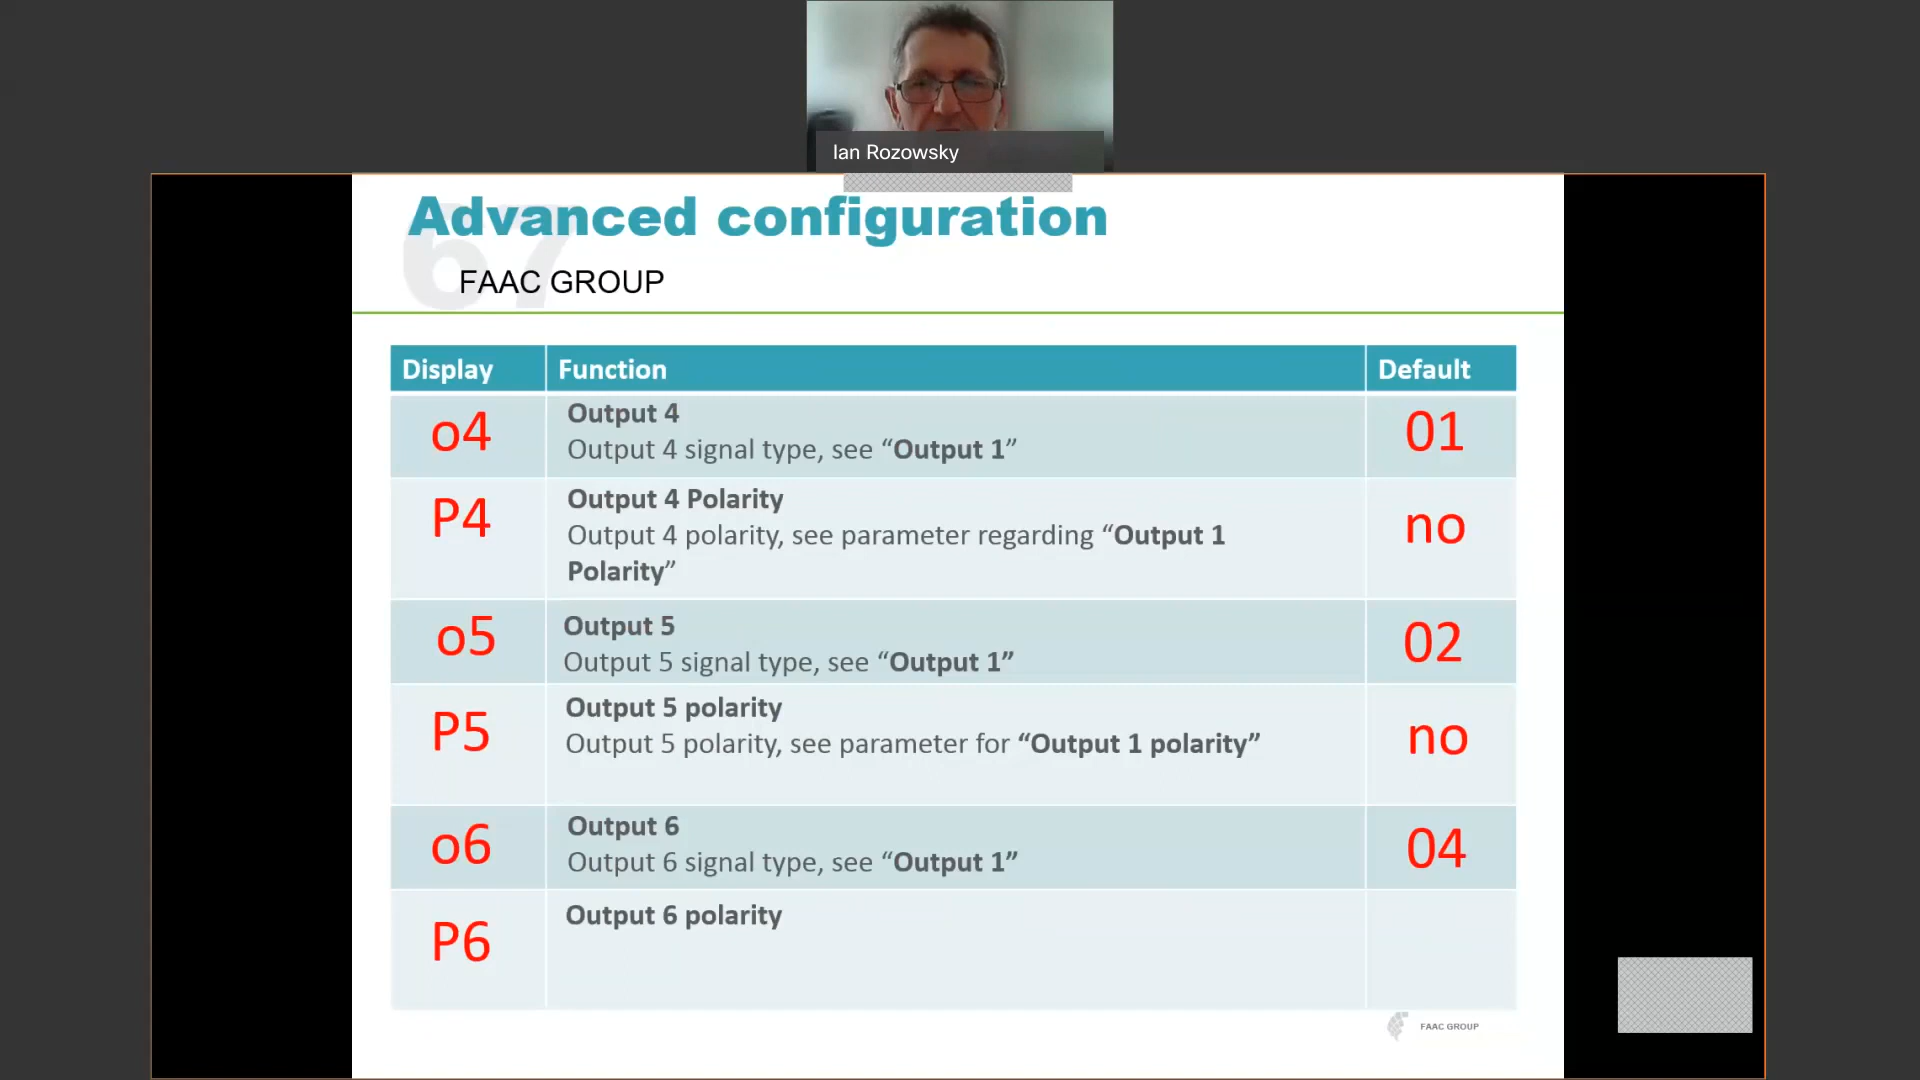 Ian Rozowsky
67
Advanced configuration
FAAC GROUP
Display Function Default
o4
Output 4
Output 4 signal type, see “Output 1”
01
P4
Output 4 Polarity
Output 4 polarity, see parameter regarding “Output 1
Polarity”
no
o5
Output 5
Output 5 signal type, see “Output 1”
02
P5
Output 5 polarity
Output 5 polarity, see parameter for “Output 1 polarity”
no
o6
Output 6
Output 6 signal type, see “Output 1”
04
P6
Output 6 polarity
FAAC GROUP